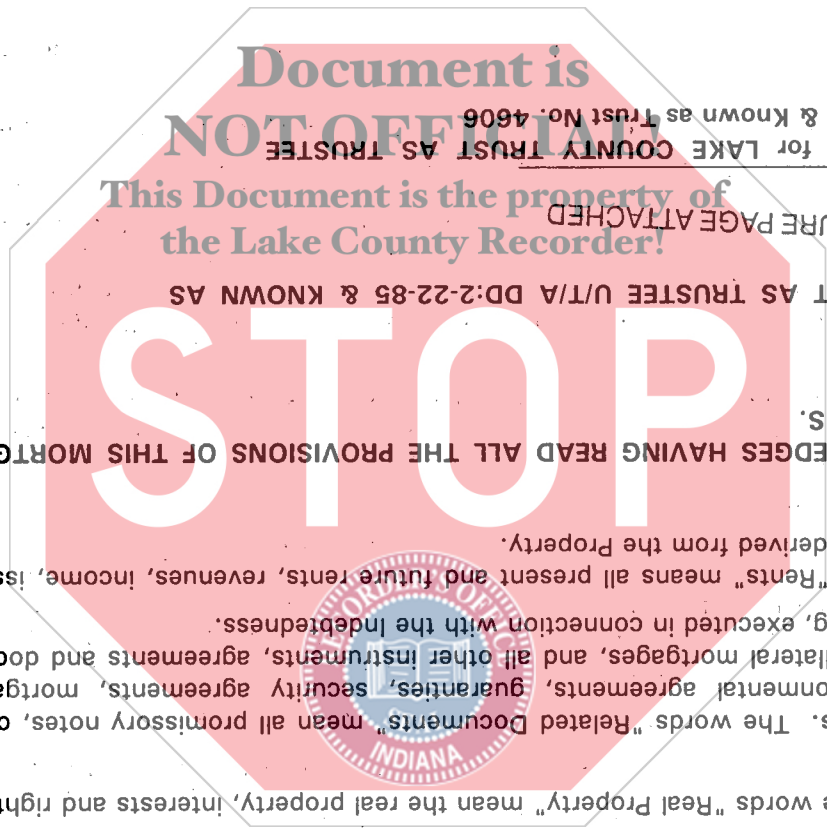 Document is
NOT OFFICIAL
This Document is the property of
the Lake County Recorder!
STOP
RECORDER'S OFFICE
INDIANA
words "Real Property" mean the real property, interests and right
s. The words "Related Documents" mean all promissory notes, c
onmental agreements, guaranties, security agreements, mortga
llateral mortgages, and all other instruments, agreements and doc
g, executed in connection with the Indebtedness.
"Rents" means all present and future rents, revenues, income, iss
derived from the Property.
EDGES HAVING READ ALL THE PROVISIONS OF THIS MORTG
S.
T AS TRUSTEE U/T/A DD:2-22-85 & KNOWN AS
URE PAGE ATTACHED
for LAKE COUNTY TRUST AS TRUSTEE
& Known as Trust No. 4606